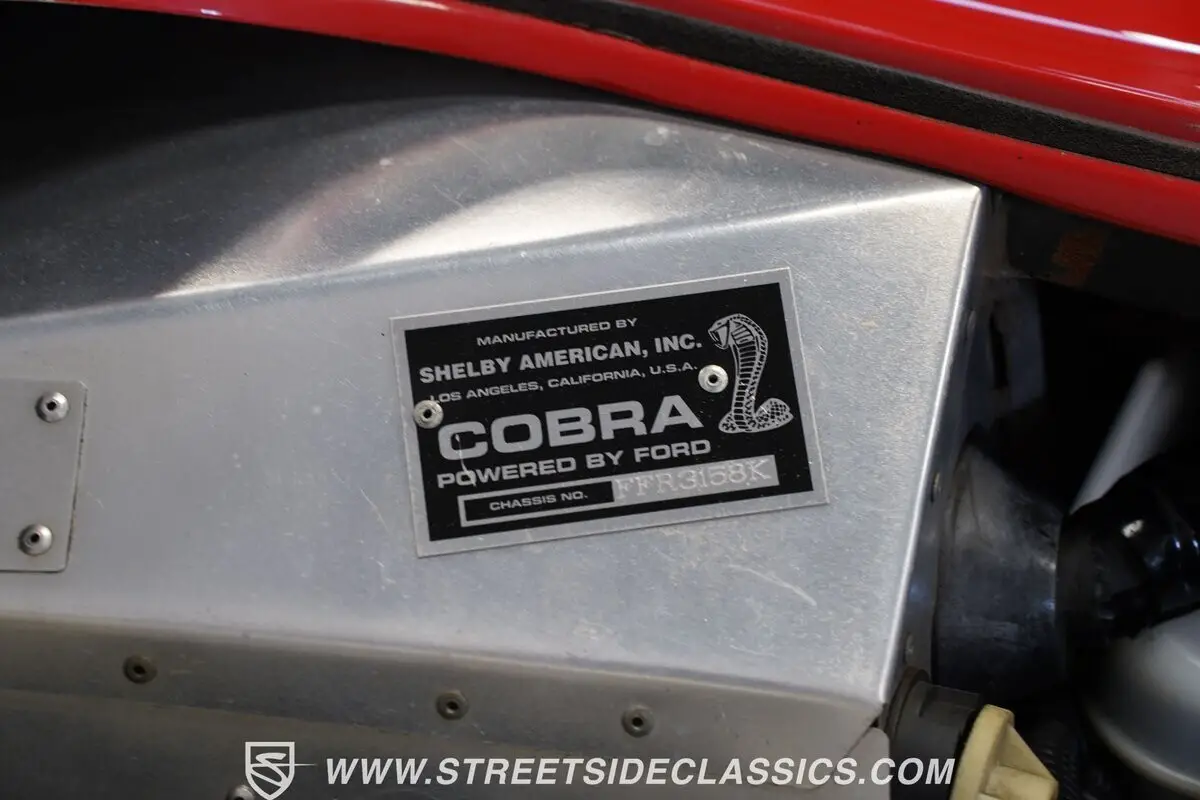 MANUFACTURED BY
SHELBY AMERICAN, INC.
LOS ANGELES, CALIFORNIA, U.S.A.
COBRA
POWERED BY FORD
CHASSIS NO. FFR3158K
WWW.STREETSIDECLASSICS.COM